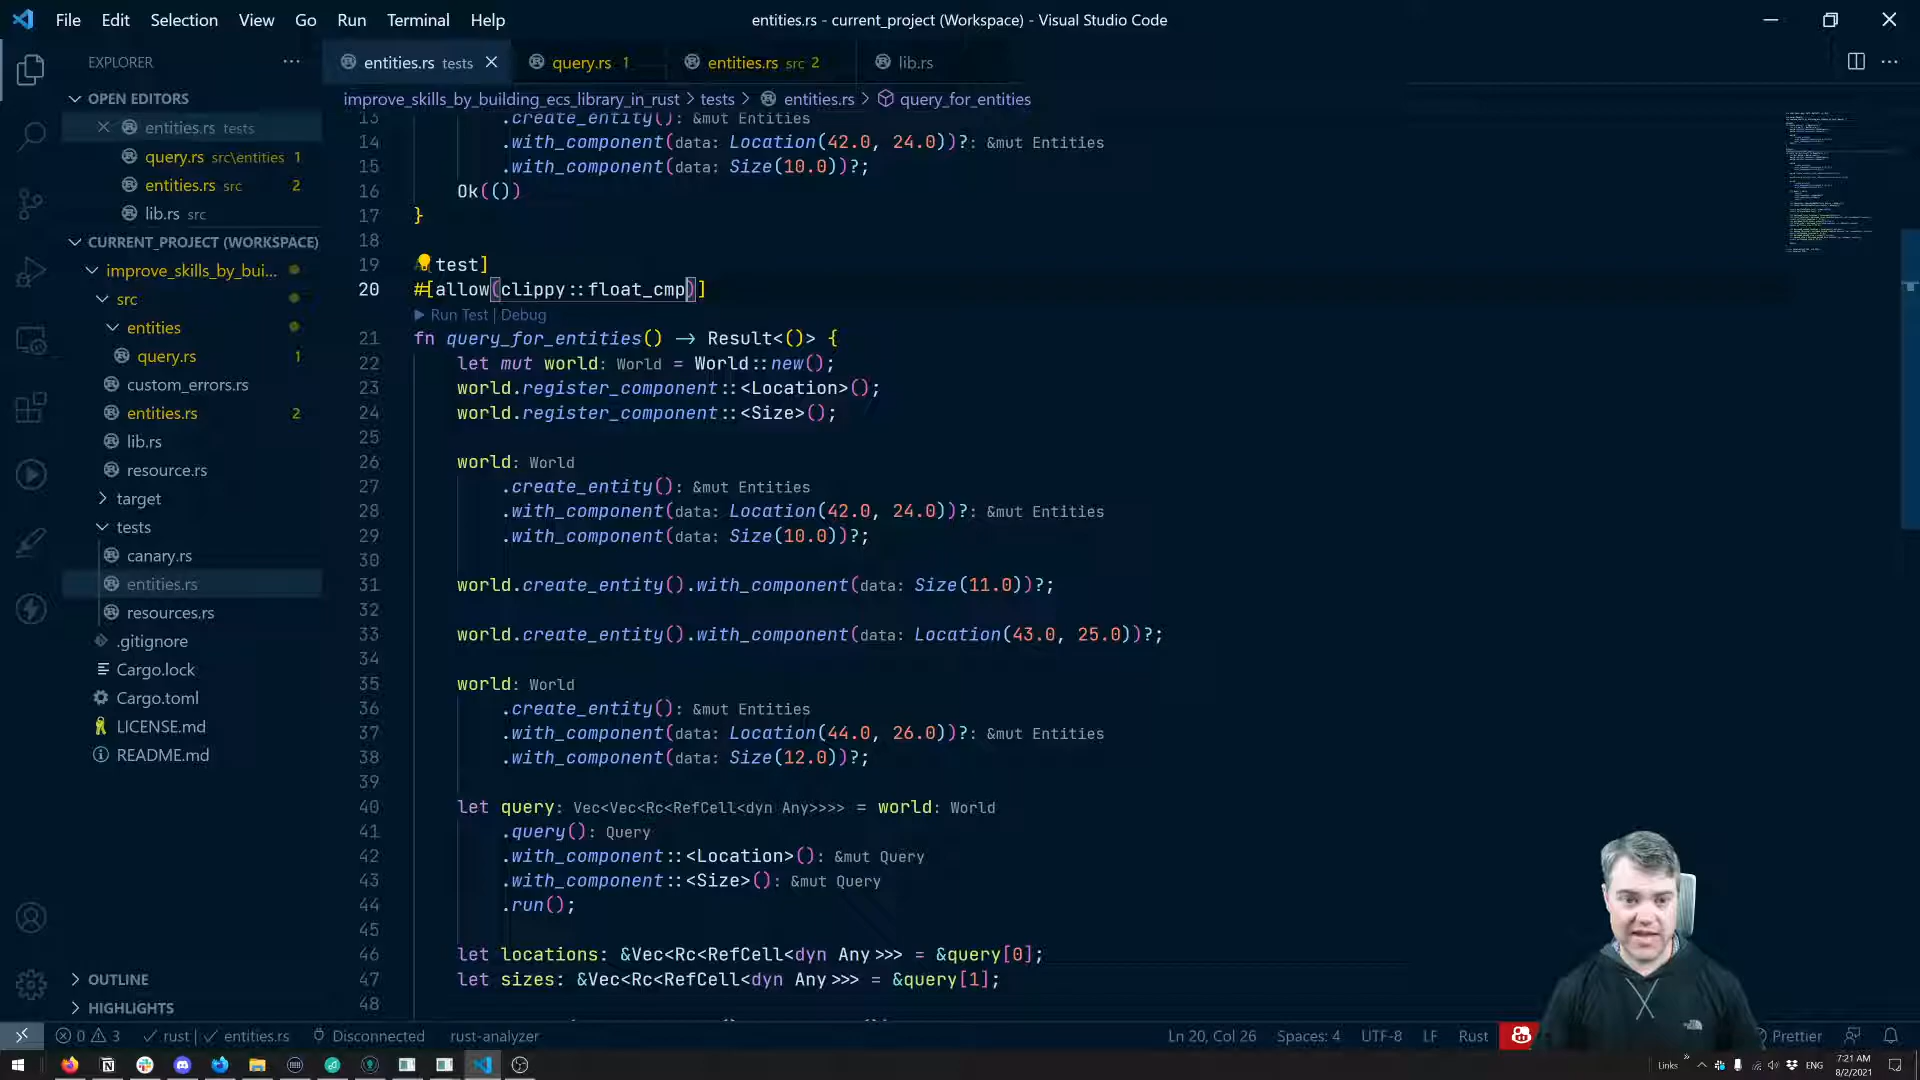 File Edit Selection View Go Run Terminal Help
entities.rs - current_project (Workspace) - Visual Studio Code
EXPLORER
entities.rs tests
query.rs 1
entities.rs src 2
lib.rs
OPEN EDITORS
entities.rs tests
query.rs src\entities 1
entities.rs src 2
lib.rs src
CURRENT_PROJECT (WORKSPACE)
improve_skills_by_bui...
src
entities
query.rs 1
custom_errors.rs
entities.rs 2
lib.rs
resource.rs
target
tests
canary.rs
entities.rs
resources.rs
.gitignore
Cargo.lock
Cargo.toml
LICENSE.md
README.md
OUTLINE
HIGHLIGHTS
improve_skills_by_building_ecs_library_in_rust > tests > entities.rs > query_for_entities
13 .create_entity(): &mut Entities
14 .with_component(data: Location(42.0, 24.0))?: &mut Entities
15 .with_component(data: Size(10.0))?;
16 Ok(())
17 }
18
19 #[test]
20 #[allow(clippy::float_cmp)]
Run Test | Debug
21 fn query_for_entities() -> Result<()> {
22 let mut world: World = World::new();
23 world.register_component::<Location>();
24 world.register_component::<Size>();
25
26 world: World
27 .create_entity(): &mut Entities
28 .with_component(data: Location(42.0, 24.0))?: &mut Entities
29 .with_component(data: Size(10.0))?;
30
31 world.create_entity().with_component(data: Size(11.0))?;
32
33 world.create_entity().with_component(data: Location(43.0, 25.0))?;
34
35 world: World
36 .create_entity(): &mut Entities
37 .with_component(data: Location(44.0, 26.0))?: &mut Entities
38 .with_component(data: Size(12.0))?;
39
40 let query: Vec<Vec<Rc<RefCell<dyn Any>>>> = world: World
41 .query(): Query
42 .with_component::<Location>(): &mut Query
43 .with_component::<Size>(): &mut Query
44 .run();
45
46 let locations: &Vec<Rc<RefCell<dyn Any>>> = &query[0];
47 let sizes: &Vec<Rc<RefCell<dyn Any>>> = &query[1];
48
0 3 rust entities.rs Disconnected rust-analyzer
Ln 20, Col 26 Spaces: 4 UTF-8 LF Rust Prettier
Links ENG 7:21 AM
8/2/2021